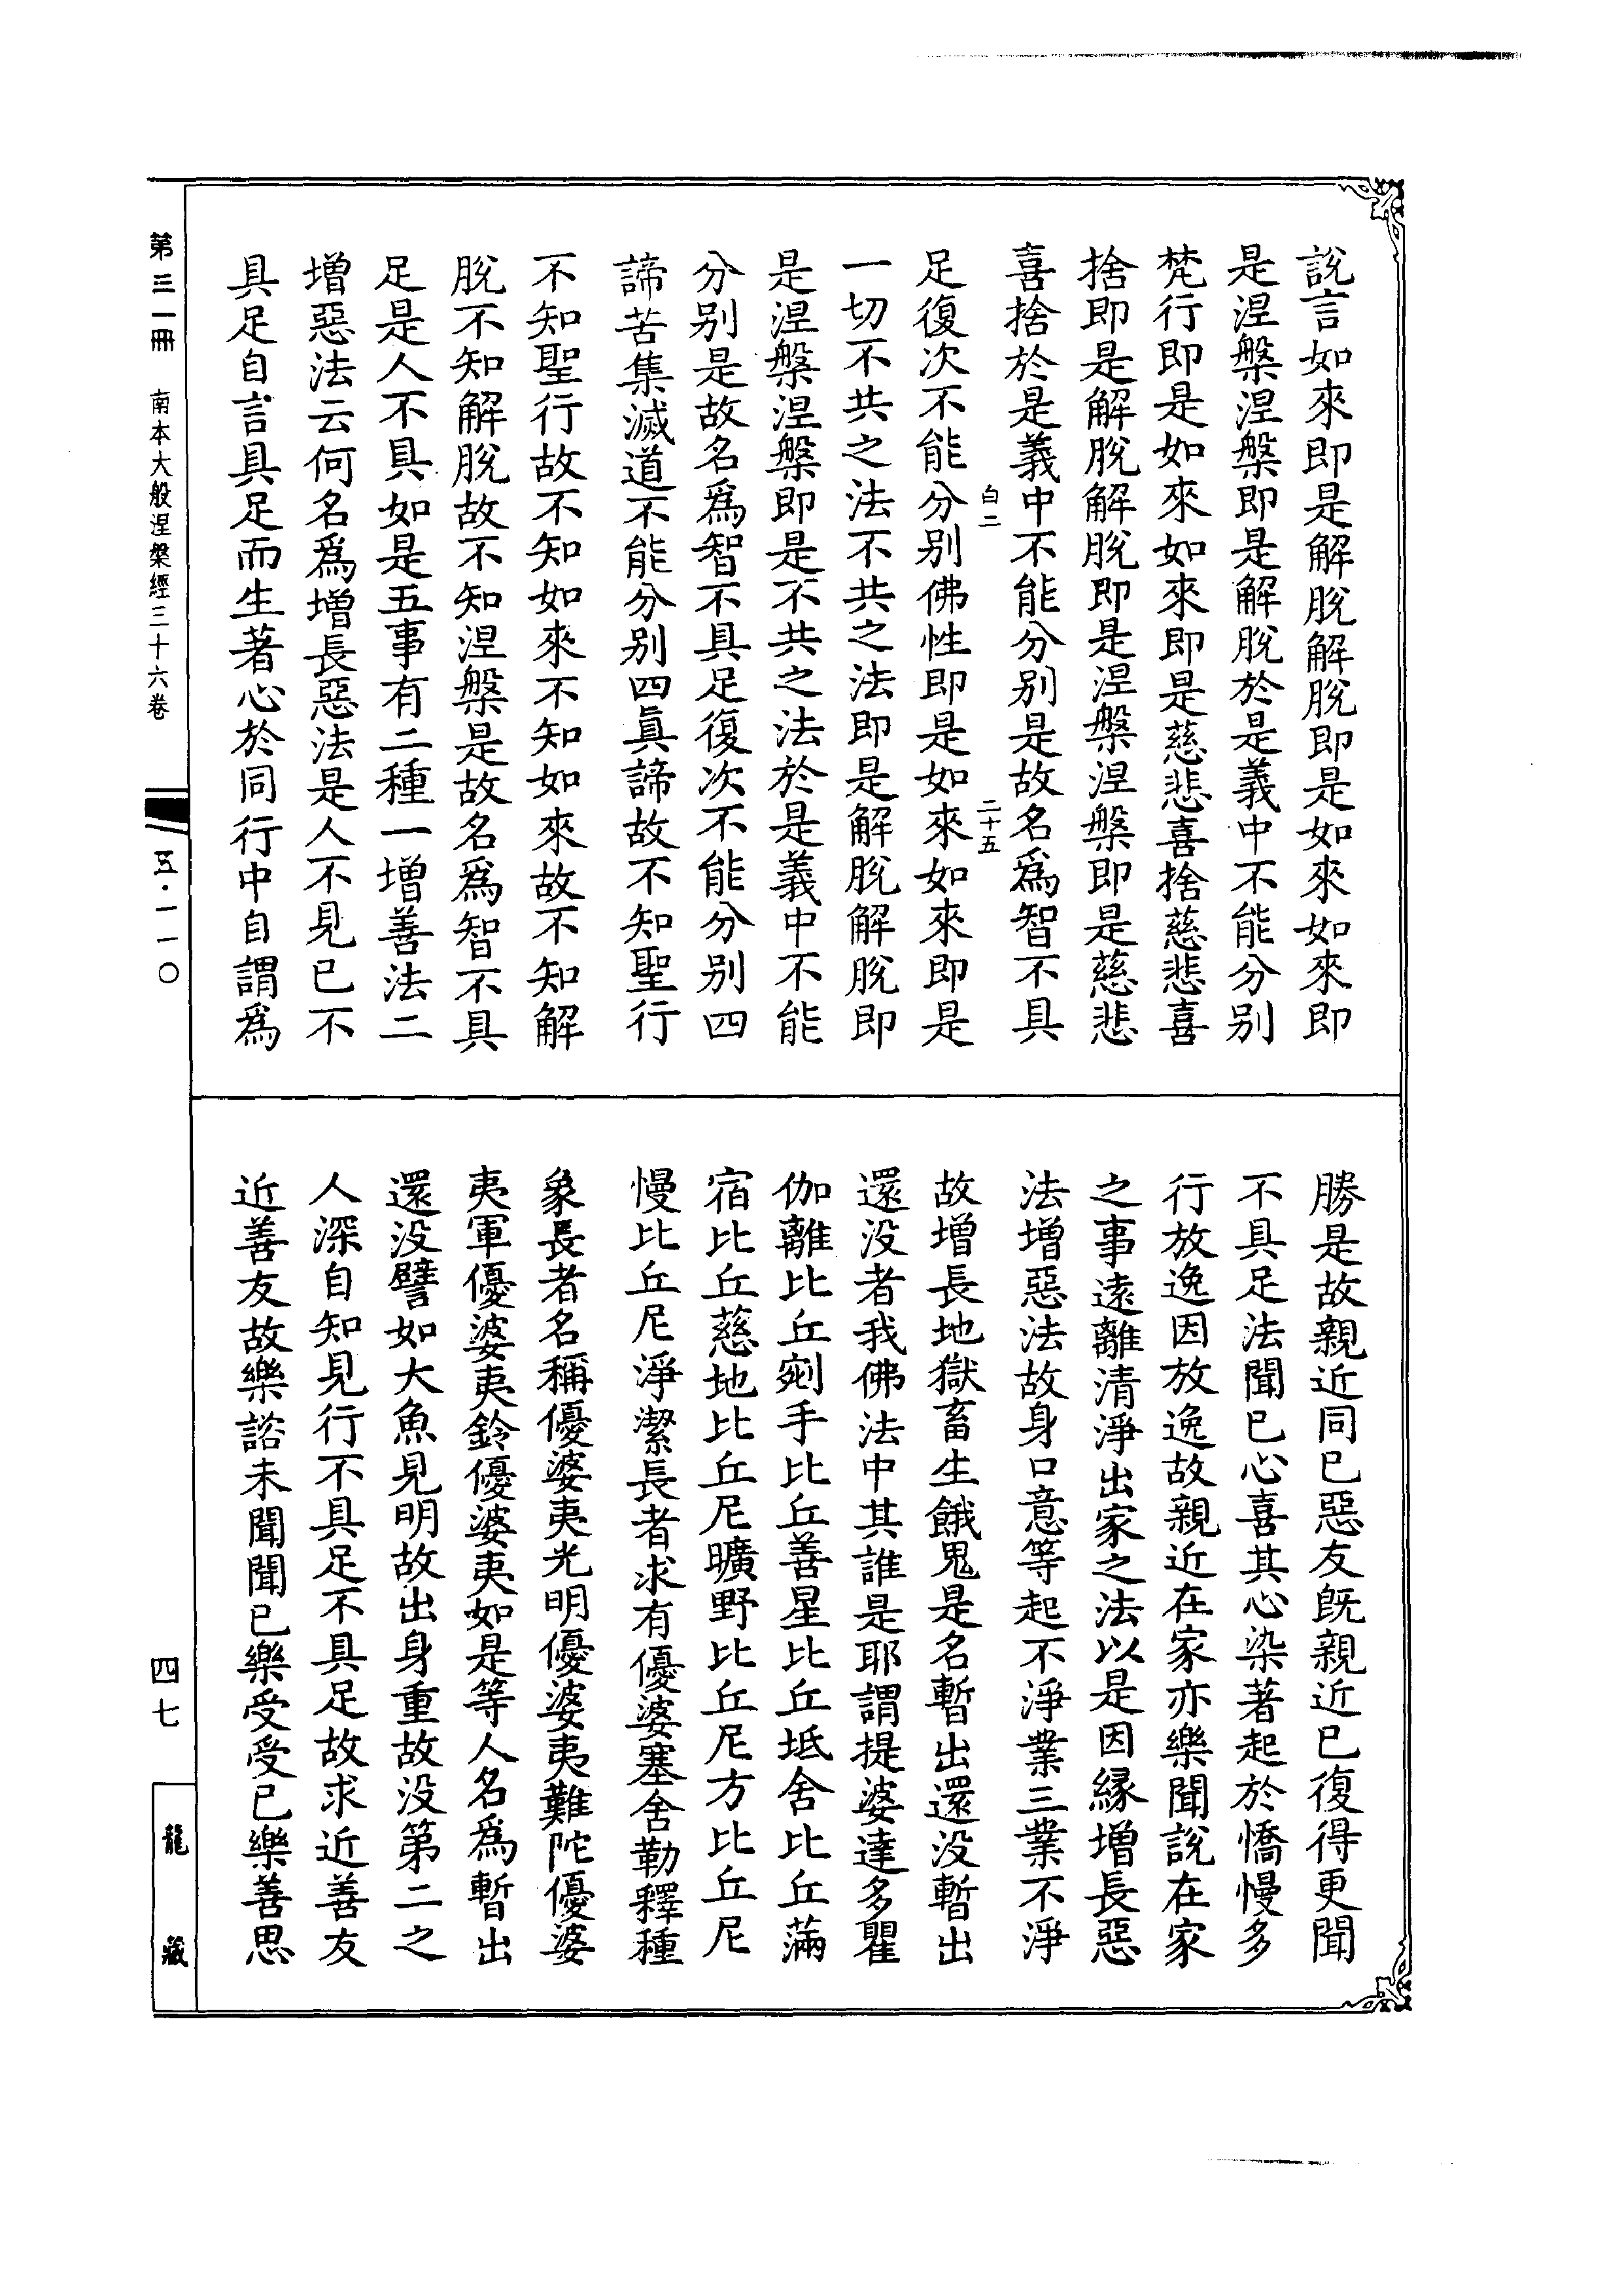 說言如來即是解脫解脫即是如來如來即
是涅槃涅槃即是解脫於是義中不能分別
梵行即是如來如來即是慈悲喜捨慈悲喜
捨即是解脫解脫即是涅槃涅槃即是慈悲
喜捨於是義中不能分別是故名爲智不具
白二
二十五
足復次不能分別佛性即是如來如來即是
一切不共之法不共之法即是解脫解脫即
是涅槃涅槃即是不共之法於是義中不能
分別是故名爲智不具足復次不能分別四
諦苦集滅道不能分別四眞諦故不知聖行
不知聖行故不知如來不知如來故不知解
脫不知解脫故不知涅槃是故名爲智不具
足是人不具如是五事有二種一增善法二
增惡法云何名爲增長惡法是人不見已不
具足自言具足而生著心於同行中自謂爲
勝是故親近同已惡友旣親近已復得更聞
不具足法聞已心喜其心染著起於憍慢多
行放逸因放逸故親近在家亦樂聞說在家
之事遠離清淨出家之法以是因緣增長惡
法增惡法故身口意等起不淨業三業不淨
故增長地獄畜生餓鬼是名暫出還没暫出
還没者我佛法中其誰是耶謂提婆達多瞿
伽離比丘剜手比丘善星比丘坻舍比丘滿
宿比丘慈地比丘尼曠野比丘尼方比丘尼
慢比丘尼淨潔長者求有優婆塞舍勒釋種
象長者名稱優婆夷光明優婆夷難陀優婆
夷軍優婆夷鈴優婆夷如是等人名爲暫出
還没譬如大魚見明故出身重故没第二之
人深自知見行不具足不具足故求近善友
近善友故樂諮未聞聞已樂受受已樂善思
第三一冊
南本大般涅槃經三十六卷
五·一一〇
四七
龍藏